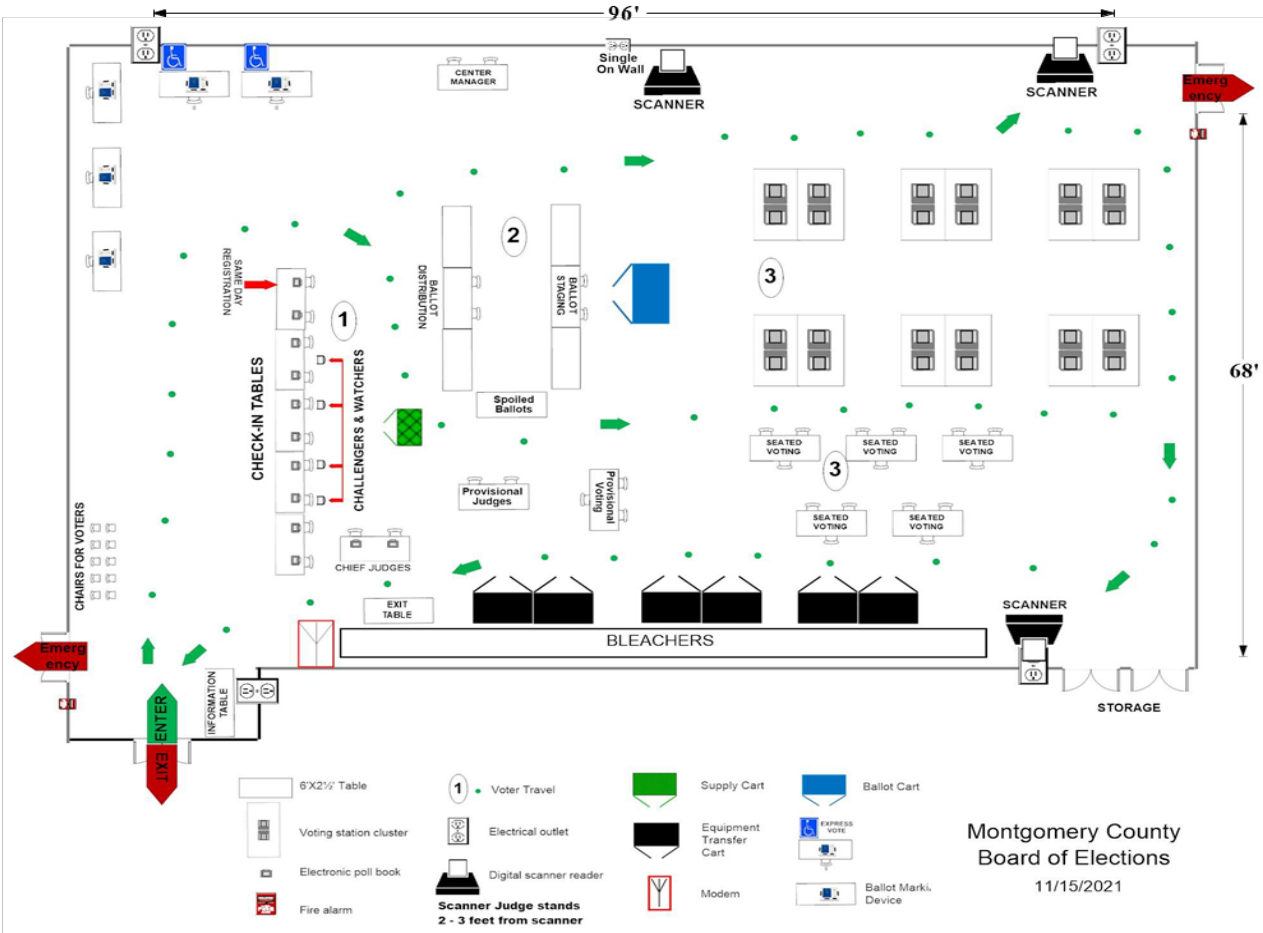 96'
Single
On Wall
CENTER
MANAGER
SCANNER
SCANNER
Emerg
ency
68'
SAME DAY
REGISTRATION
1
2
3
BALLOT
DISTRIBUTION
BALLOT
STAGING
CHECK-IN TABLES
CHALLENGERS & WATCHERS
Spoiled
Ballots
SEATED
VOTING
SEATED
VOTING
SEATED
VOTING
3
Provisional
Judges
Provisional
Voting
SEATED
VOTING
SEATED
VOTING
CHAIRS FOR VOTERS
CHIEF JUDGES
EXIT
TABLE
SCANNER
BLEACHERS
Emerg
ency
INFORMATION
TABLE
ENTER
EXIT
STORAGE
6'X2½' Table
1
Voter Travel
Supply Cart
Ballot Cart
Voting station cluster
Electrical outlet
Equipment
Transfer
Cart
EXPRESS
VOTE
Electronic poll book
Digital scanner reader
Modem
Ballot Marki.
Device
Fire alarm
Scanner Judge stands
2 - 3 feet from scanner
Montgomery County
Board of Elections
11/15/2021